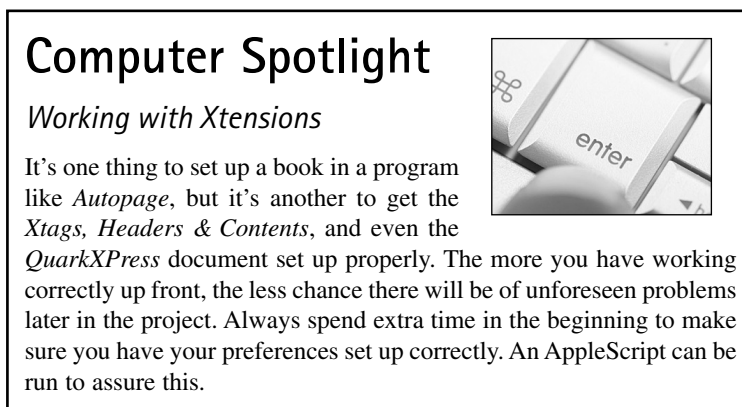 Computer Spotlight
Working with Xtensions
It's one thing to set up a book in a program
like Autopage, but it's another to get the
Xtags, Headers & Contents, and even the
QuarkXPress document set up properly. The more you have working
correctly up front, the less chance there will be of unforeseen problems
later in the project. Always spend extra time in the beginning to make
sure you have your preferences set up correctly. An AppleScript can be
run to assure this.
⌘
enter